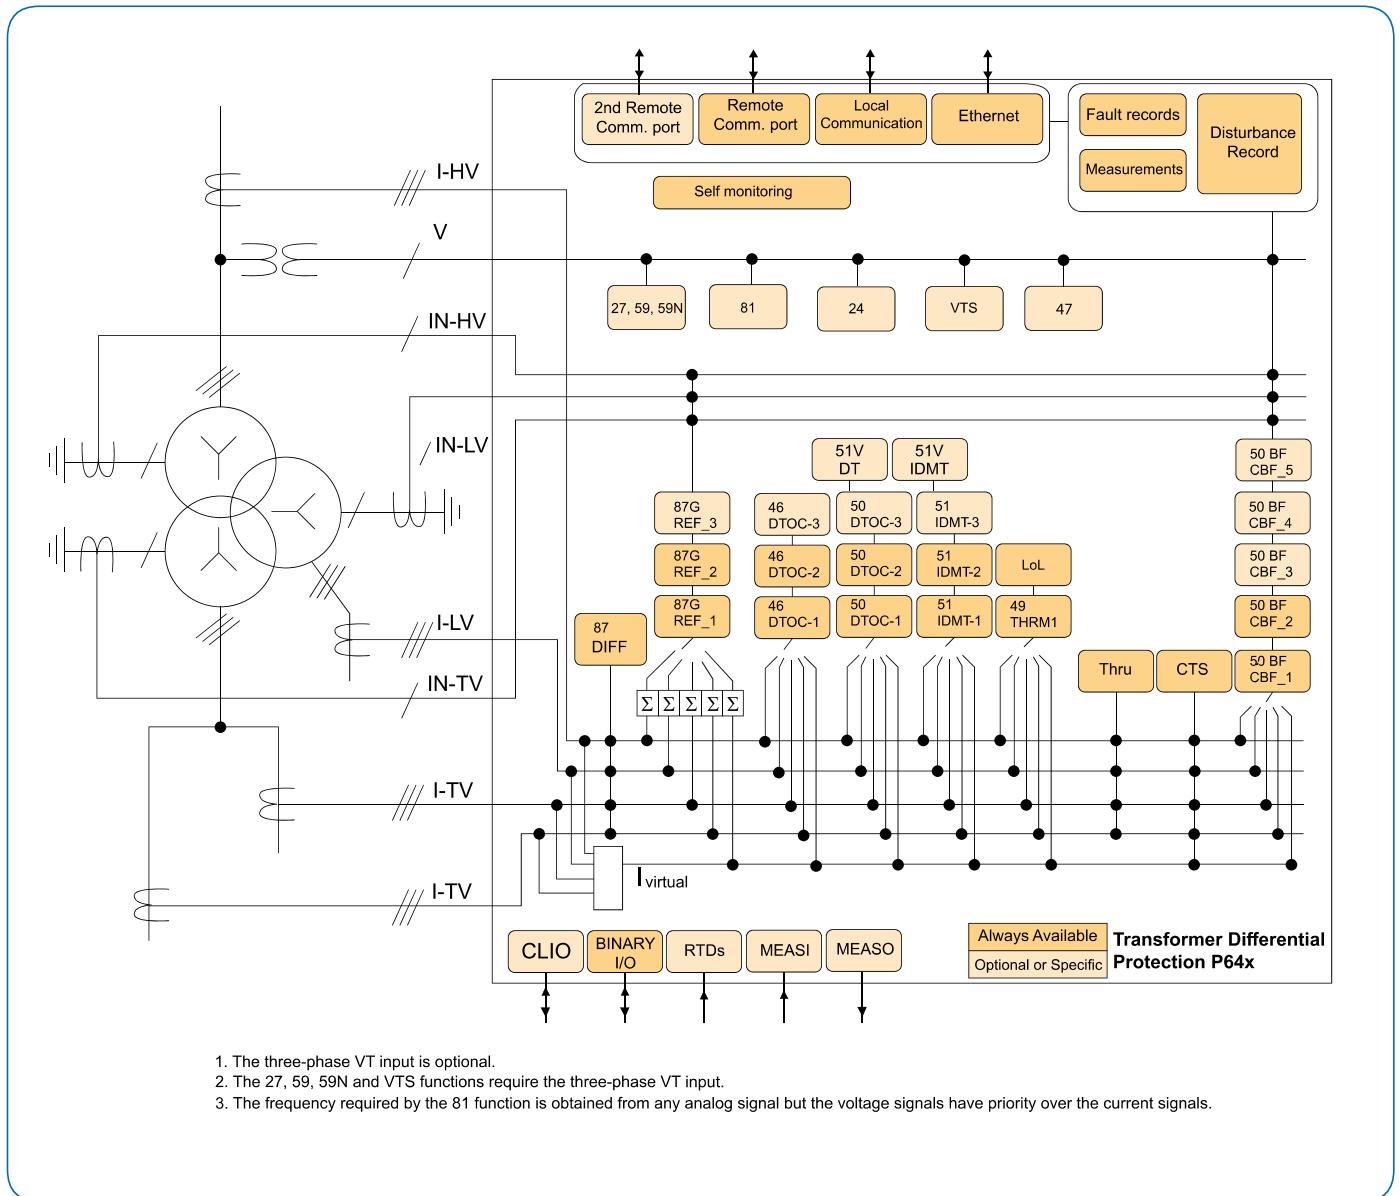 2nd Remote
Comm. port
Remote
Comm. port
Local
Communication
Ethernet
Fault records
Measurements
Disturbance
Record
Self monitoring
I-HV
V
27, 59, 59N
81
24
VTS
47
IN-HV
IN-LV
51V
DT
51V
IDMT
50 BF
CBF_5
87G
REF_3
46
DTOC-3
50
DTOC-3
51
IDMT-3
50 BF
CBF_4
87G
REF_2
46
DTOC-2
50
DTOC-2
51
IDMT-2
LoL
50 BF
CBF_3
87
DIFF
87G
REF_1
46
DTOC-1
50
DTOC-1
51
IDMT-1
49
THRM1
50 BF
CBF_2
I-LV
Thru
CTS
50 BF
CBF_1
IN-TV
Σ Σ Σ Σ Σ
I-TV
I virtual
I-TV
CLIO
BINARY
I/O
RTDs
MEASI
MEASO
Always Available
Optional or Specific
Transformer Differential
Protection P64x
1. The three-phase VT input is optional.
2. The 27, 59, 59N and VTS functions require the three-phase VT input.
3. The frequency required by the 81 function is obtained from any analog signal but the voltage signals have priority over the current signals.